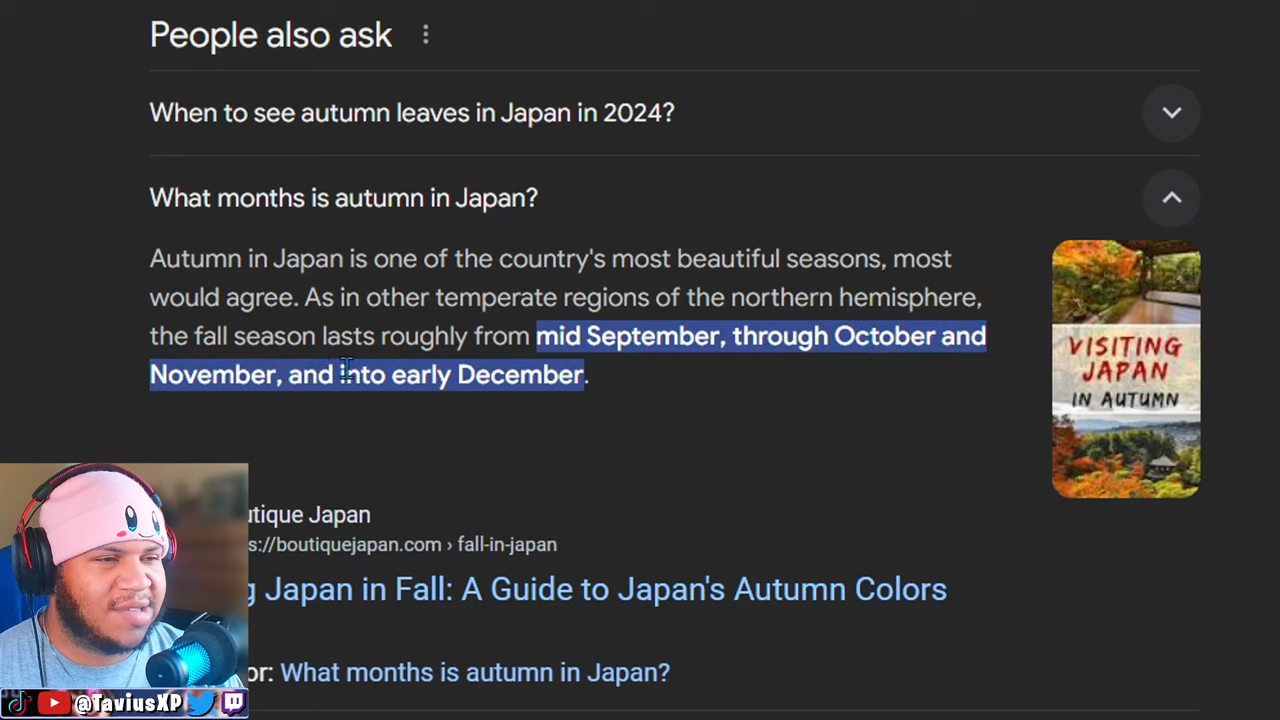 People also ask
When to see autumn leaves in Japan in 2024?
What months is autumn in Japan?
Autumn in Japan is one of the country's most beautiful seasons, most
would agree. As in other temperate regions of the northern hemisphere,
the fall season lasts roughly from mid September, through October and
November, and into early December.
VISITING
JAPAN
IN AUTUMN
utique Japan
s://boutiquejapan.com › fall-in-japan
g Japan in Fall: A Guide to Japan's Autumn Colors
or: What months is autumn in Japan?
@TaviusXP